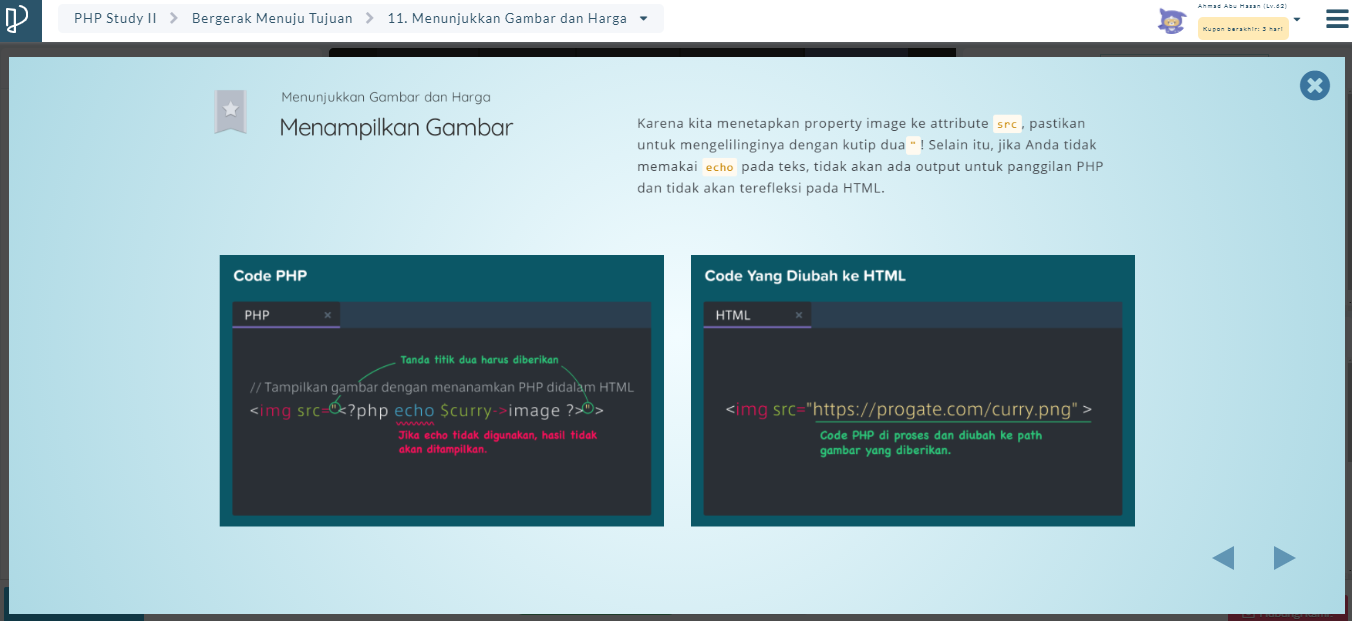 PHP Study II
Bergerak Menuju Tujuan
11. Menunjukkan Gambar dan Harga
Ahmad Abu Hasan (Lv.62)
Kupon berakhir: 3 hari
Menunjukkan Gambar dan Harga
Menampilkan Gambar
Karena kita menetapkan property image ke attribute src, pastikan
untuk mengelilinginya dengan kutip dua " ! Selain itu, jika Anda tidak
memakai echo pada teks, tidak akan ada output untuk panggilan PHP
dan tidak akan terefleksi pada HTML.
Code PHP
PHP ×
Tanda titik dua harus diberikan
// Tampilkan gambar dengan menanamkan PHP didalam HTML
<img src="<?php echo $curry->image ?>">
Jika echo tidak digunakan, hasil tidak
akan ditampilkan.
Code Yang Diubah ke HTML
HTML ×
<img src="https://progate.com/curry.png" >
Code PHP di proses dan diubah ke path
gambar yang diberikan.